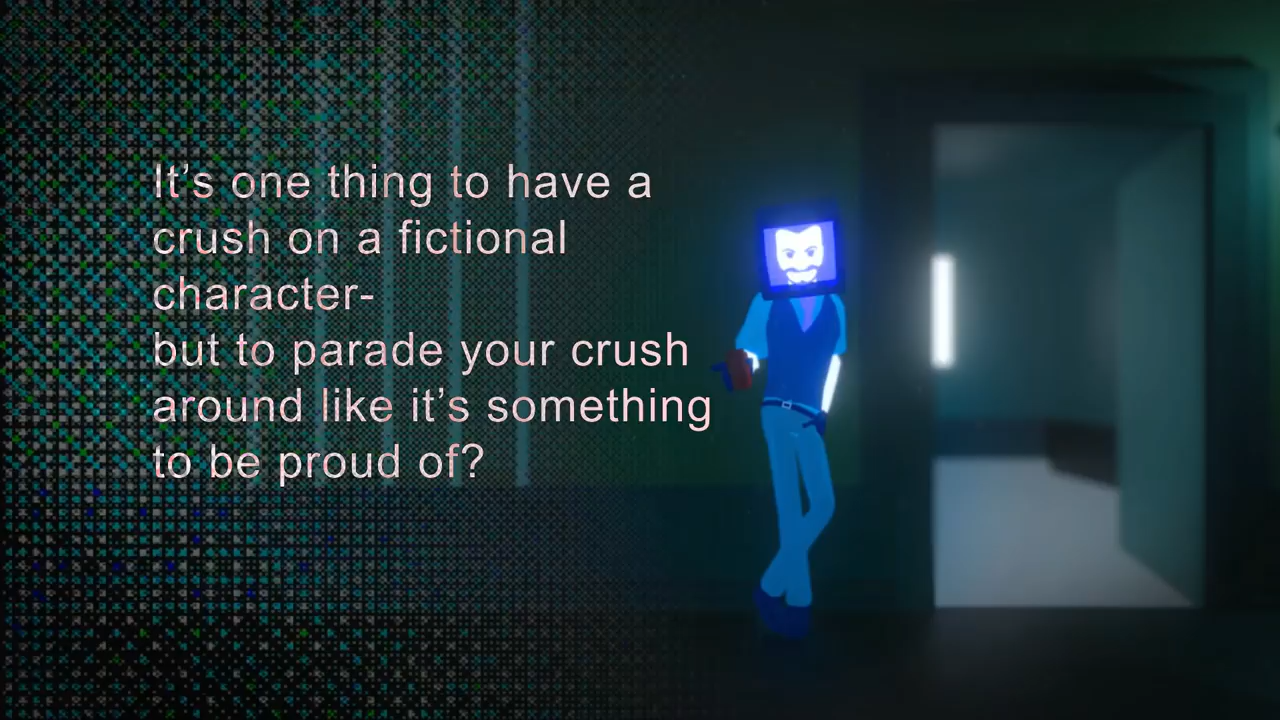 It’s one thing to have a
crush on a fictional
character-
but to parade your crush
around like it’s something
to be proud of?